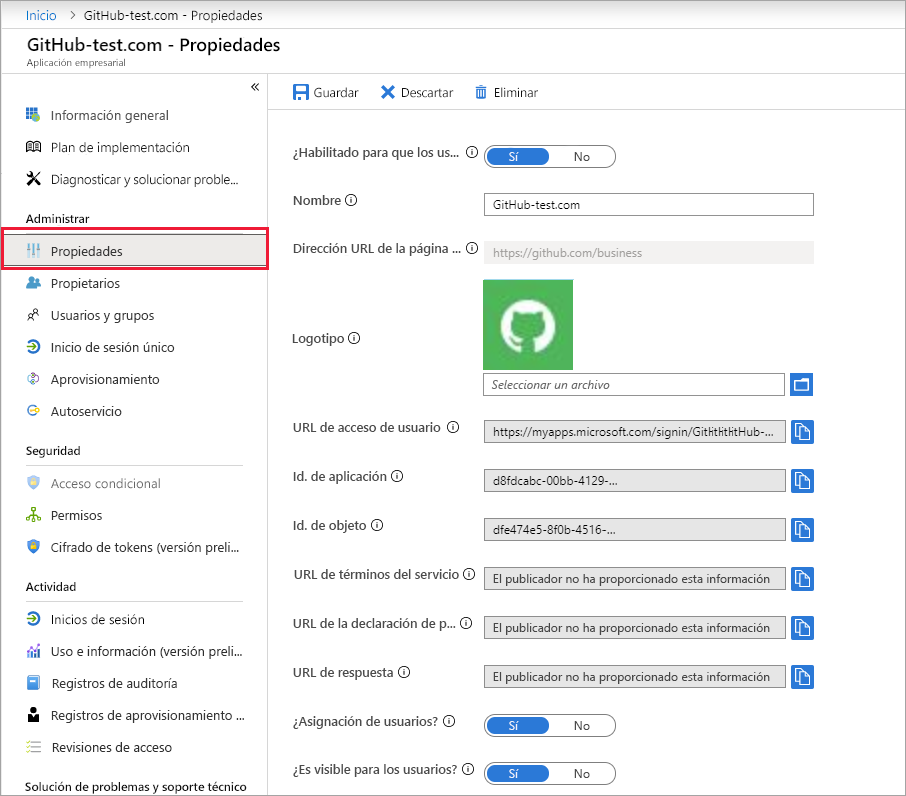 Inicio > GitHub-test.com - Propiedades
GitHub-test.com - Propiedades
Aplicación empresarial
«
Información general
Plan de implementación
Diagnosticar y solucionar proble...
Administrar
Propiedades
Propietarios
Usuarios y grupos
Inicio de sesión único
Aprovisionamiento
Autoservicio
Seguridad
Acceso condicional
Permisos
Cifrado de tokens (versión preli...
Actividad
Inicios de sesión
Uso e información (versión preli...
Registros de auditoría
Registros de aprovisionamiento ...
Revisiones de acceso
Solución de problemas y soporte técnico
Guardar Descartar Eliminar
¿Habilitado para que los us... Sí No
Nombre GitHub-test.com
Dirección URL de la página ... https://github.com/business
Logotipo
Seleccionar un archivo
URL de acceso de usuario https://myapps.microsoft.com/signin/GitHthththHub-...
Id. de aplicación d8fdcabc-00bb-4129-...
Id. de objeto dfe474e5-8f0b-4516-...
URL de términos del servicio El publicador no ha proporcionado esta información
URL de la declaración de p... El publicador no ha proporcionado esta información
URL de respuesta El publicador no ha proporcionado esta información
¿Asignación de usuarios? Sí No
¿Es visible para los usuarios? Sí No